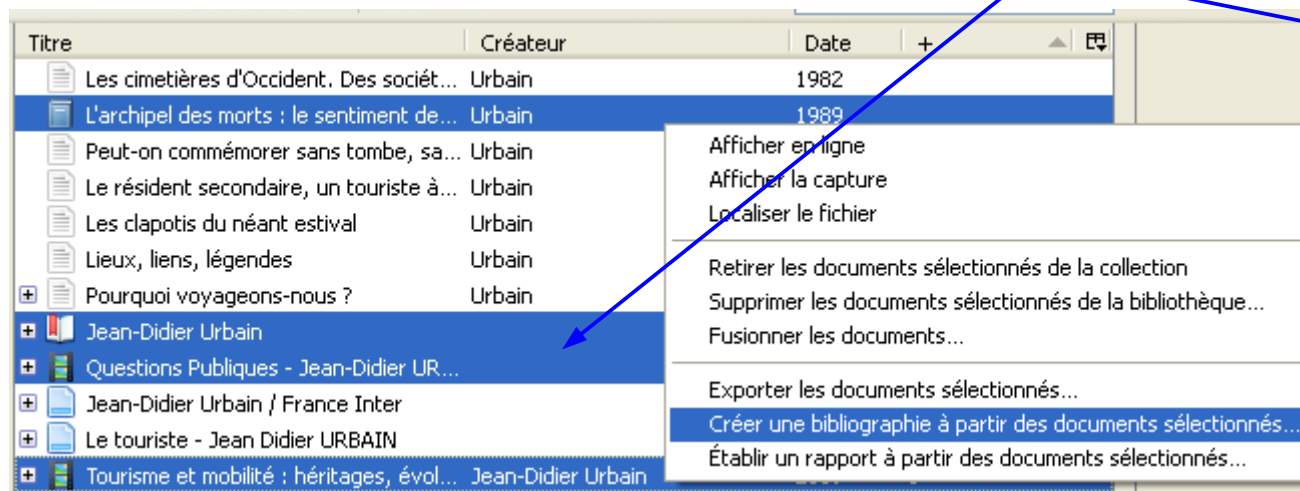 Titre Créateur Date +
Les cimetières d'Occident. Des sociét... Urbain 1982
L'archipel des morts : le sentiment de... Urbain 1989
Peut-on commémorer sans tombe, sa... Urbain
Le résident secondaire, un touriste à... Urbain
Les clapotis du néant estival Urbain
Lieux, liens, légendes Urbain
Pourquoi voyageons-nous ? Urbain
Jean-Didier Urbain
Questions Publiques - Jean-Didier UR...
Jean-Didier Urbain / France Inter
Le touriste - Jean Didier URBAIN
Tourisme et mobilité : héritages, évol... Jean-Didier Urbain
Afficher en ligne
Afficher la capture
Localiser le fichier
Retirer les documents sélectionnés de la collection
Supprimer les documents sélectionnés de la bibliothèque...
Fusionner les documents...
Exporter les documents sélectionnés...
Créer une bibliographie à partir des documents sélectionnés...
Établir un rapport à partir des documents sélectionnés...